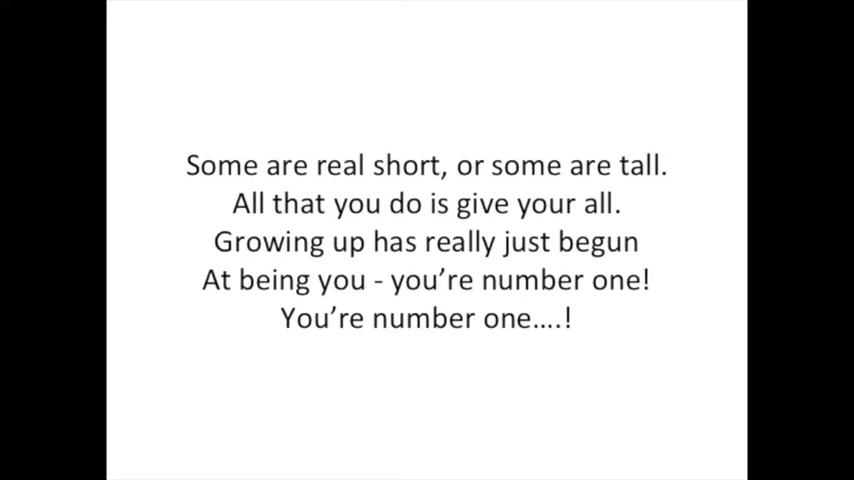 Some are real short, or some are tall.
All that you do is give your all.
Growing up has really just begun
At being you - you’re number one!
You’re number one….!